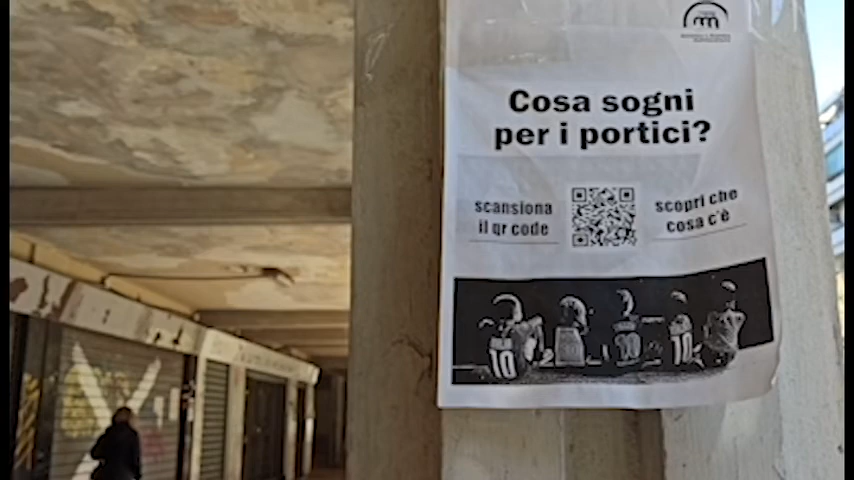 Cosa sogni
per i portici?
scansiona
il qr code
scopri che
cosa c'è
10
10
10